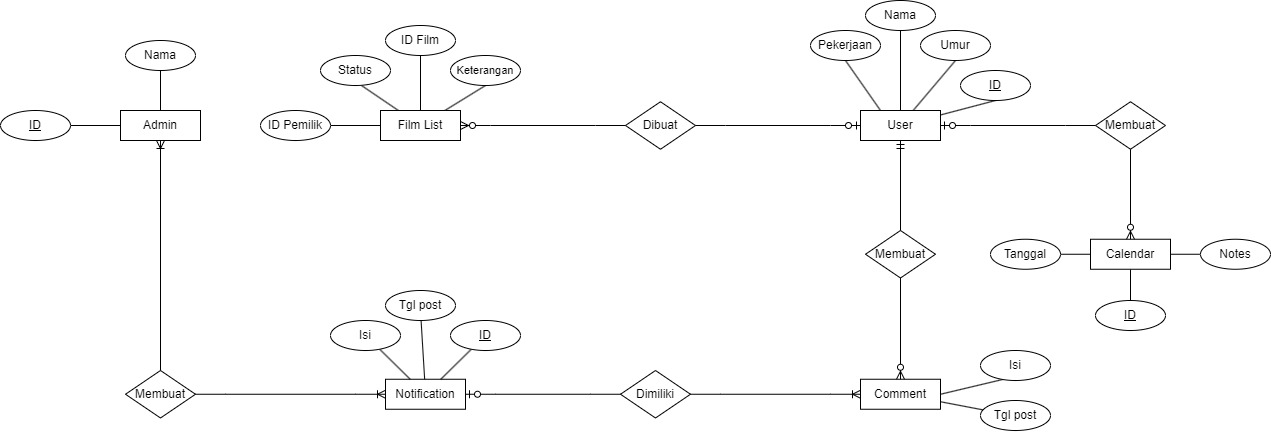 Nama
ID Film
Nama
Pekerjaan
Umur
Status
Keterangan
ID
ID
Admin
ID Pemilik
Film List
Dibuat
User
Membuat
Membuat
Tanggal
Calendar
Notes
Tgl post
ID
Isi
ID
Isi
Membuat
Notification
Dimiliki
Comment
Tgl post